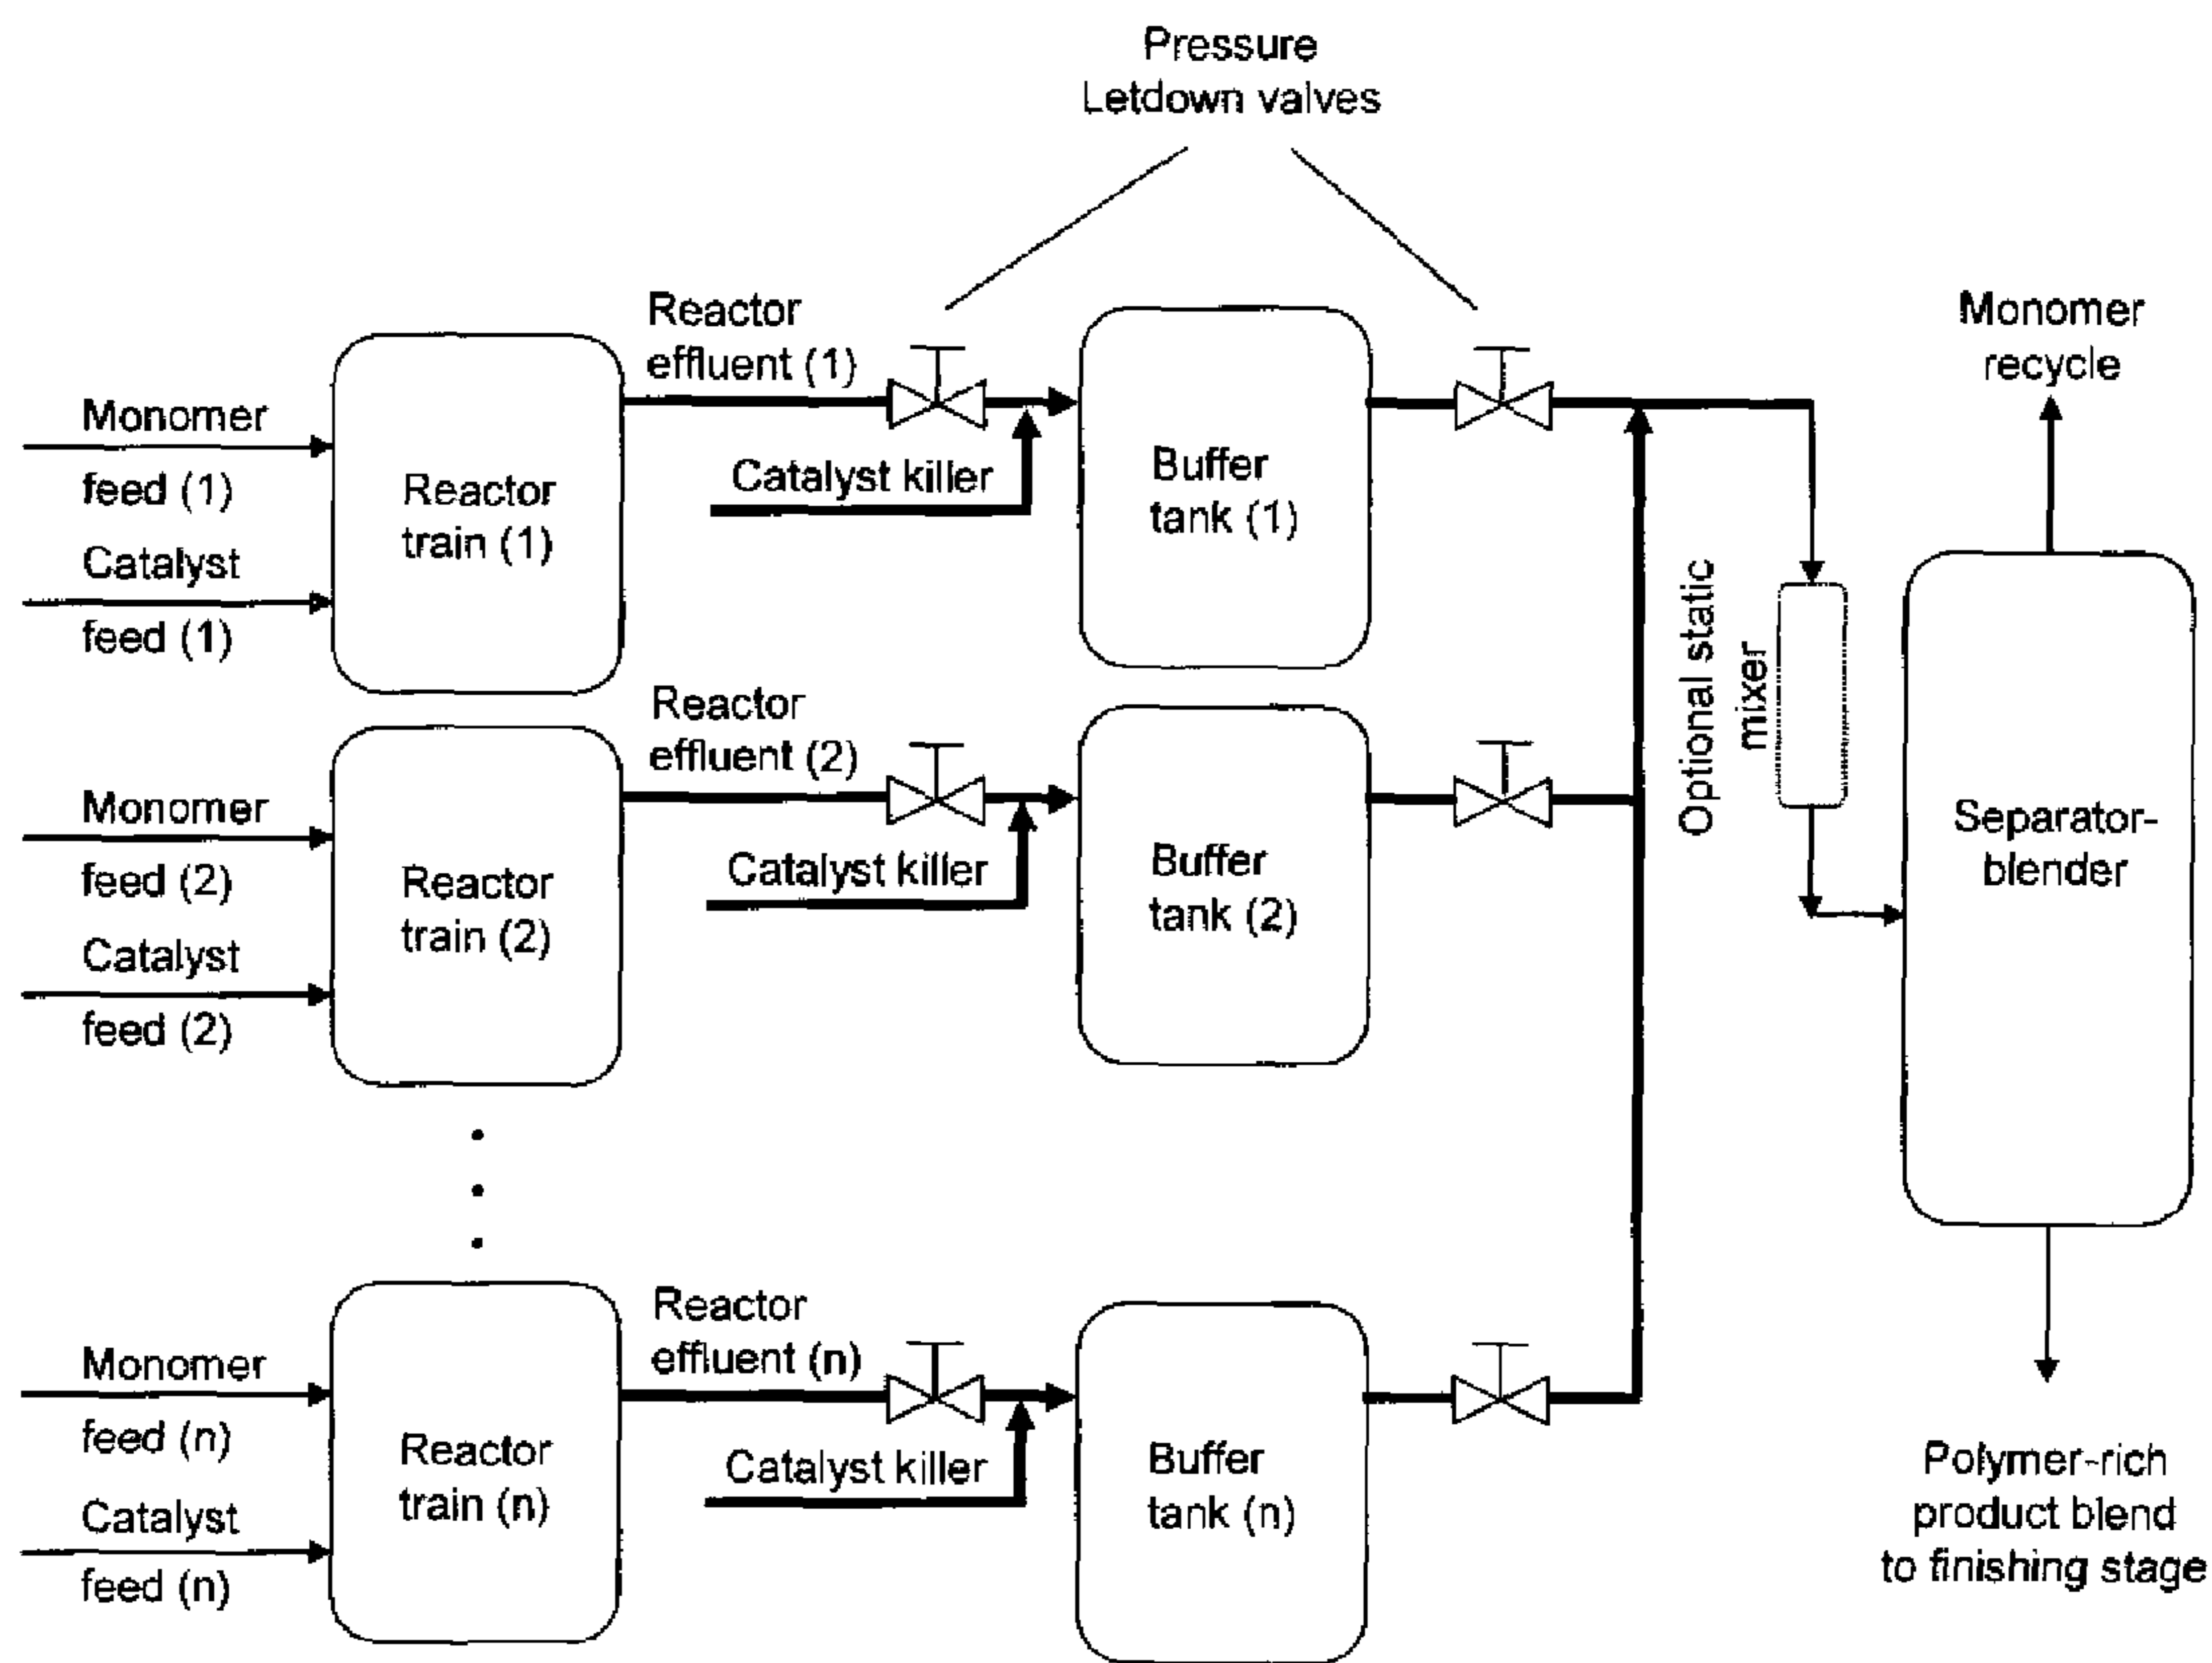 Pressure
Letdown valves
Reactor
effluent (1)
Monomer
recycle
Monomer
feed (1)
Catalyst
feed (1)
Reactor
train (1)
Catalyst killer
Buffer
tank (1)
Optional static
mixer
Reactor
effluent (2)
Monomer
feed (2)
Catalyst
feed (2)
Reactor
train (2)
Catalyst killer
Buffer
tank (2)
Separator-
blender
Reactor
effluent (n)
Monomer
feed (n)
Catalyst
feed (n)
Reactor
train (n)
Catalyst killer
Buffer
tank (n)
Polymer-rich
product blend
to finishing stage